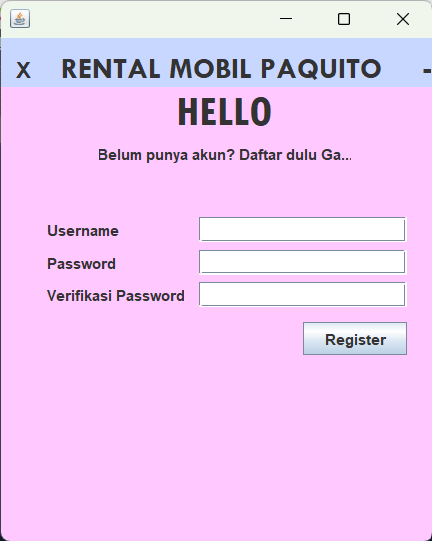 X RENTAL MOBIL PAQUITO -
HELLO
Belum punya akun? Daftar dulu Ga...
Username
Password
Verifikasi Password
Register